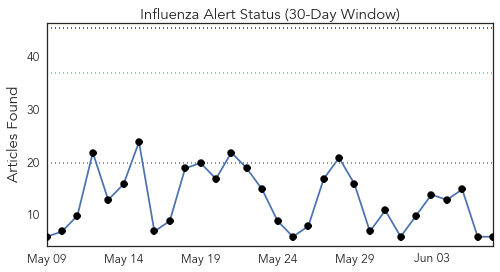 Influenza Alert Status (30-Day Window)
Articles Found
40
30
20
10
May 09 May 14 May 19 May 24 May 29 Jun 03